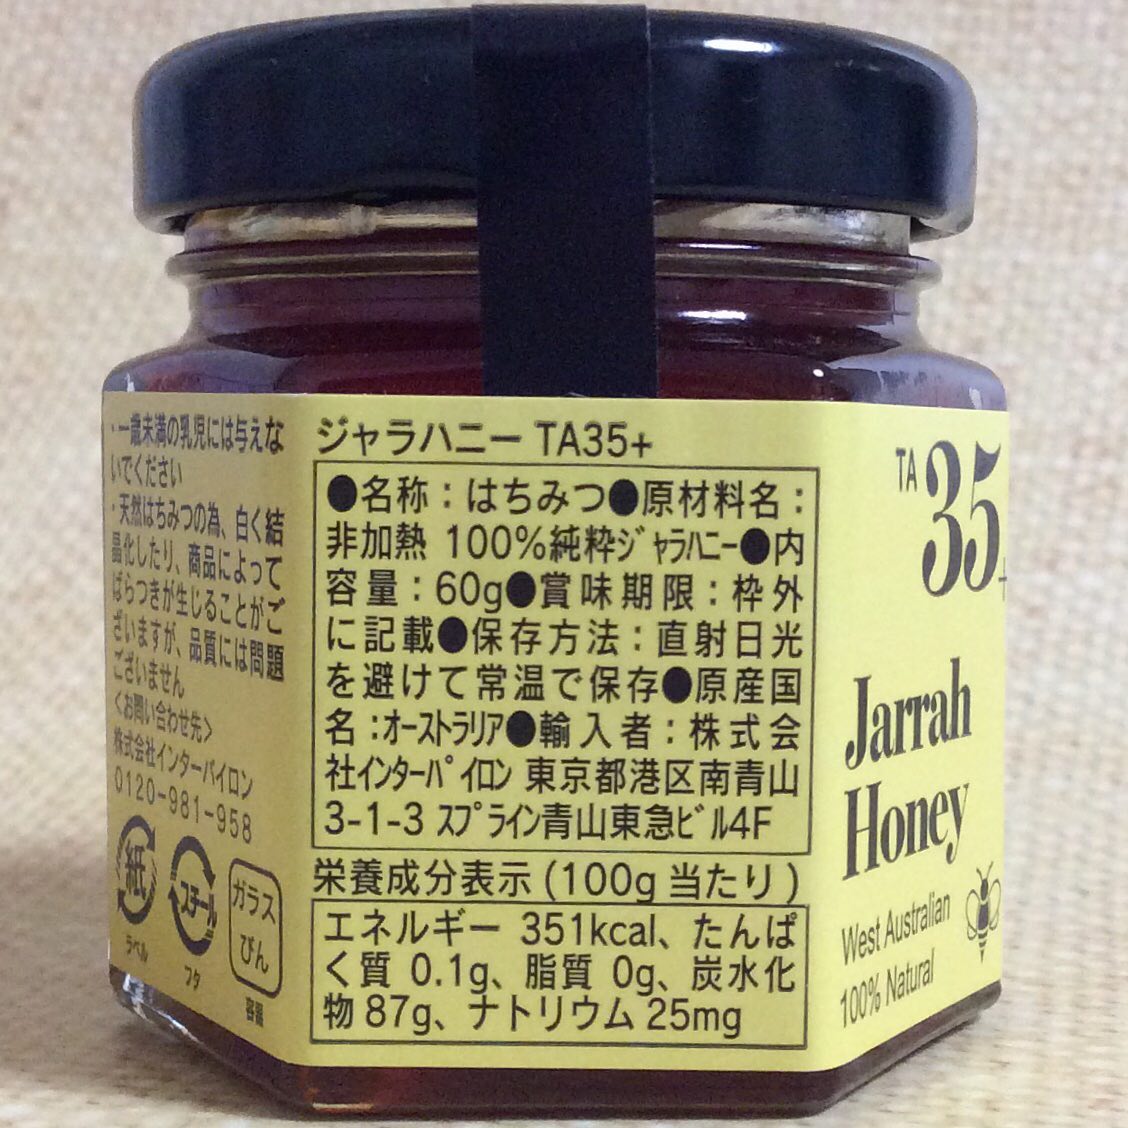 ・一歳未満の乳児には与えな
いでください
・天然はちみつの為、白く結
晶化したり、商品によって
ばらつきが生じることがご
ざいますが、品質には問題
ございません
＜お問い合わせ先＞
株式会社インターバイロン
0120-981-958
紙
ラベル
スチール
フタ
ガラス
びん
容器
ジャラハニー TA35+
●名称：はちみつ●原材料名：
非加熱 100%純粋ｼﾞｬﾗﾊﾆｰ●内
容量：60g●賞味期限：枠外
に記載●保存方法：直射日光
を避けて常温で保存●原産国
名：ｵｰｽﾄﾗﾘｱ●輸入者：株式会
社ｲﾝﾀｰﾊﾞｲﾛﾝ 東京都港区南青山
3-1-3 ｽﾌﾟﾗｲﾝ青山東急ﾋﾞﾙ4F
栄養成分表示 (100g 当たり)
エネルギー 351kcal、たんぱ
く質 0.1g、脂質 0g、炭水化
物 87g、ナトリウム 25mg
TA 35+
Jarrah
Honey
West Australian
100% Natural